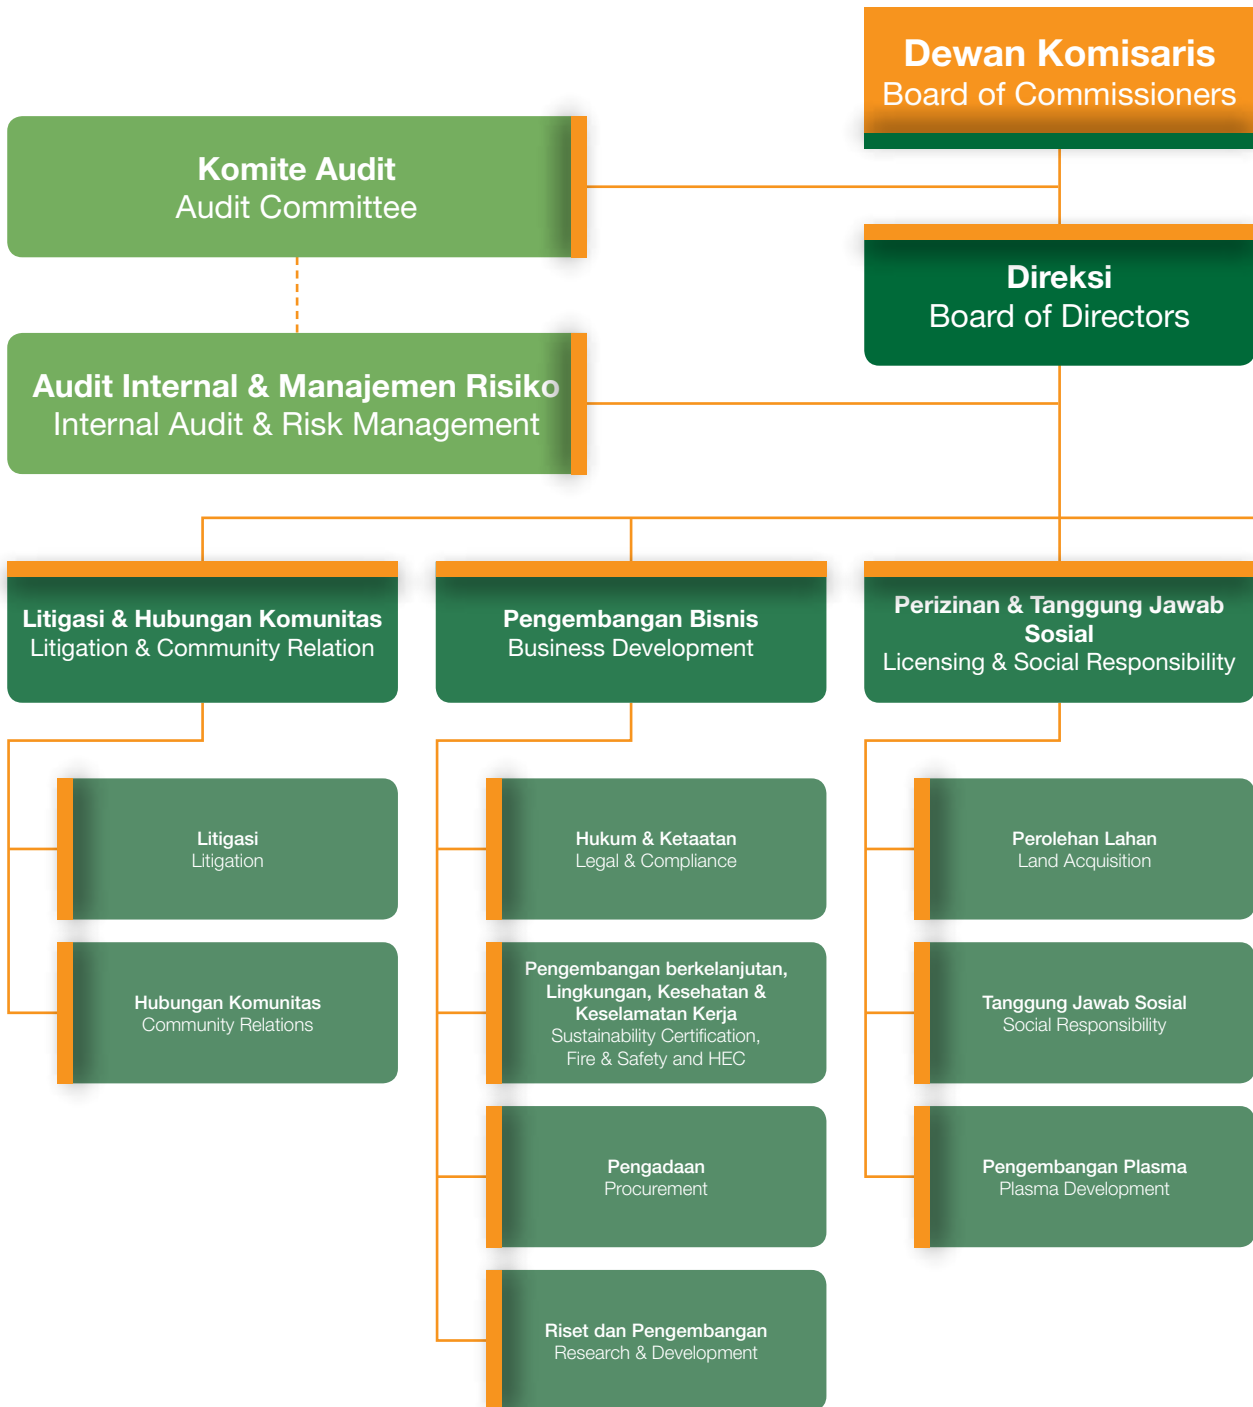 Dewan Komisaris
Board of Commissioners
Komite Audit
Audit Committee
Direksi
Board of Directors
Audit Internal & Manajemen Risiko
Internal Audit & Risk Management
Litigasi & Hubungan Komunitas
Litigation & Community Relation
Pengembangan Bisnis
Business Development
Perizinan & Tanggung Jawab
Sosial
Licensing & Social Responsibility
Litigasi
Litigation
Hubungan Komunitas
Community Relations
Hukum & Ketaatan
Legal & Compliance
Pengembangan berkelanjutan,
Lingkungan, Kesehatan &
Keselamatan Kerja
Sustainability Certification,
Fire & Safety and HEC
Pengadaan
Procurement
Riset dan Pengembangan
Research & Development
Perolehan Lahan
Land Acquisition
Tanggung Jawab Sosial
Social Responsibility
Pengembangan Plasma
Plasma Development